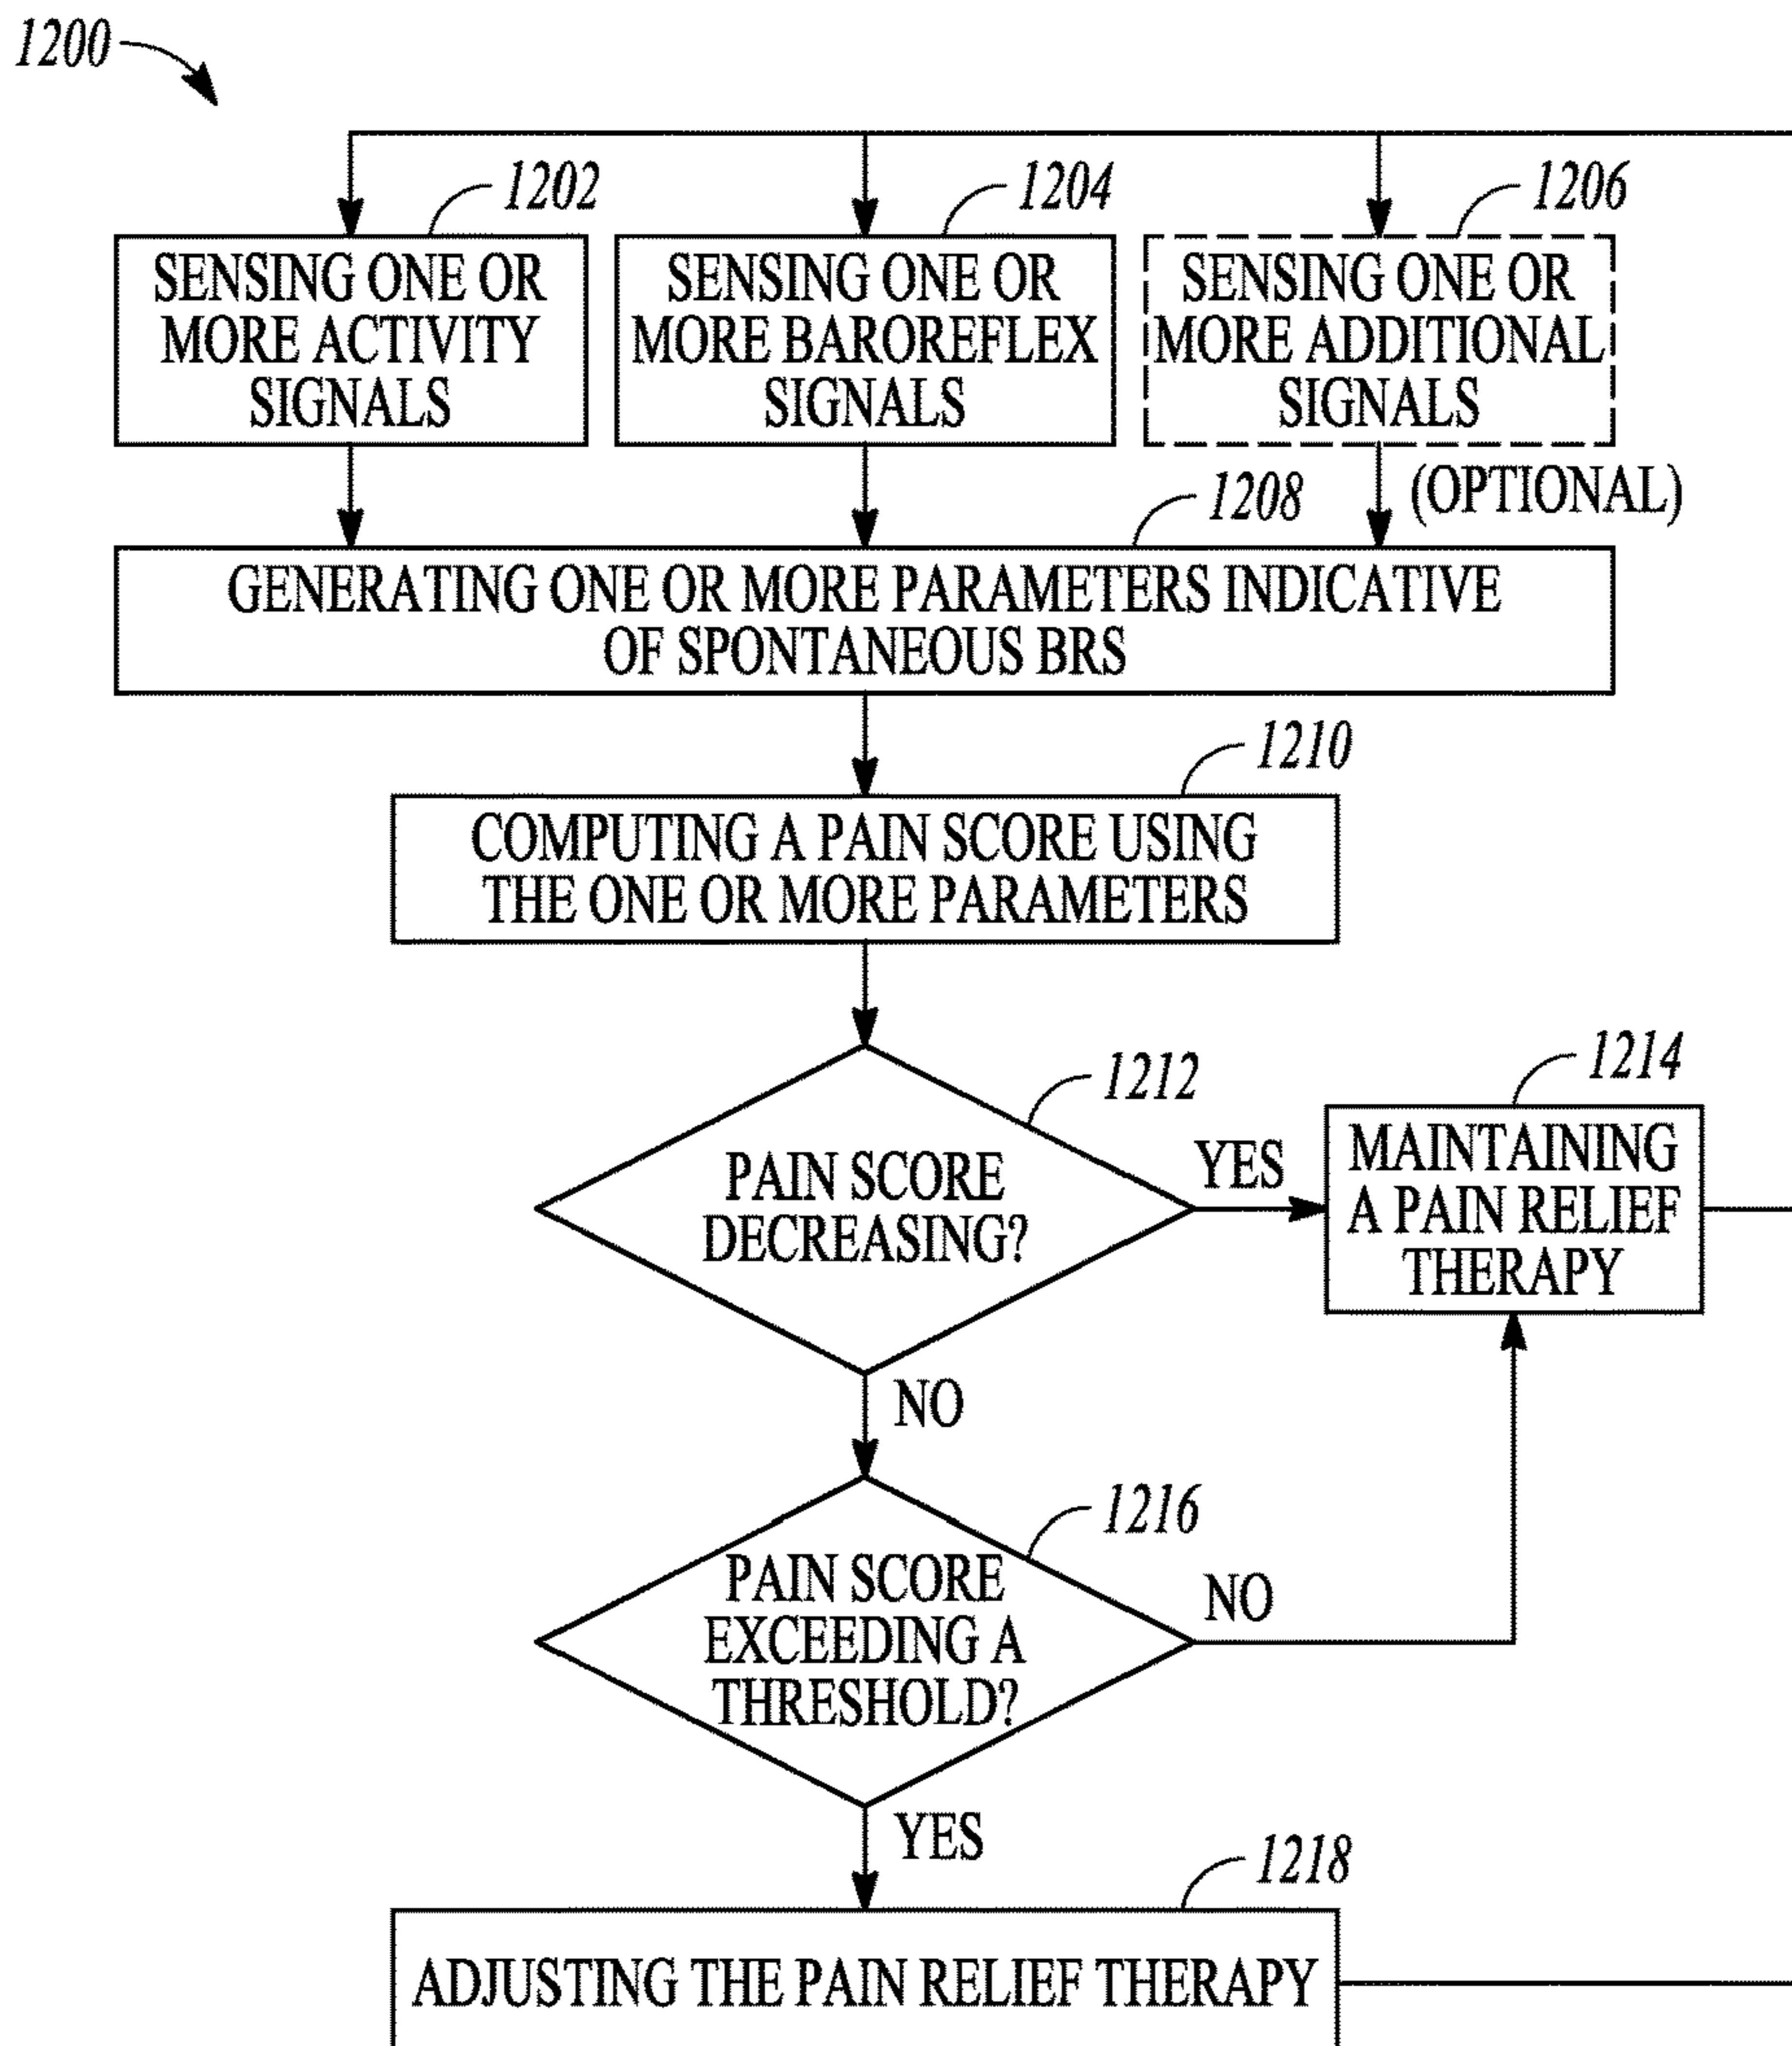 1200
1202
1204
1206
SENSING ONE OR
MORE ACTIVITY
SIGNALS
SENSING ONE OR
MORE BAROREFLEX
SIGNALS
SENSING ONE OR
MORE ADDITIONAL
SIGNALS
(OPTIONAL)
1208
GENERATING ONE OR MORE PARAMETERS INDICATIVE
OF SPONTANEOUS BRS
1210
COMPUTING A PAIN SCORE USING
THE ONE OR MORE PARAMETERS
1212
PAIN SCORE
DECREASING?
YES
1214
MAINTAINING
A PAIN RELIEF
THERAPY
NO
1216
PAIN SCORE
EXCEEDING A
THRESHOLD?
NO
YES
1218
ADJUSTING THE PAIN RELIEF THERAPY